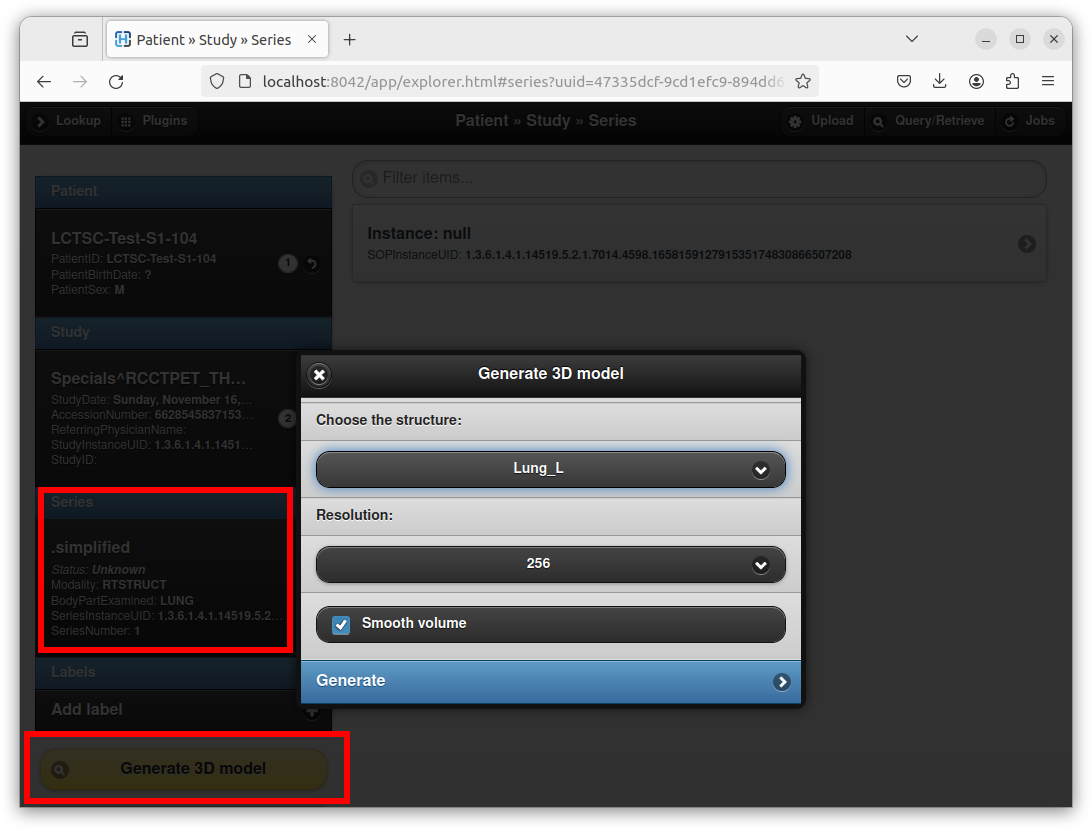 Patient » Study » Series
localhost:8042/app/explorer.html#series?uuid=47335dcf-9cd1efc9-894dd6
Lookup
Plugins
Patient » Study » Series
Upload
Query/Retrieve
Jobs
Patient
LCTSC-Test-S1-104
PatientID: LCTSC-Test-S1-104
PatientBirthDate: ?
PatientSex: M
1
Study
Specials^RCCTPET_TH...
StudyDate: Sunday, November 16,...
AccessionNumber: 6628545837153...
ReferringPhysicianName:
StudyInstanceUID: 1.3.6.1.4.1.1451...
StudyID:
2
Series
.simplified
Status: Unknown
Modality: RTSTRUCT
BodyPartExamined: LUNG
SeriesInstanceUID: 1.3.6.1.4.1.14519.5.2...
SeriesNumber: 1
Labels
Add label
Generate 3D model
Filter items...
Instance: null
SOPInstanceUID: 1.3.6.1.4.1.14519.5.2.1.7014.4598.165815912791535174830866507208
Generate 3D model
Choose the structure:
Lung_L
Resolution:
256
Smooth volume
Generate